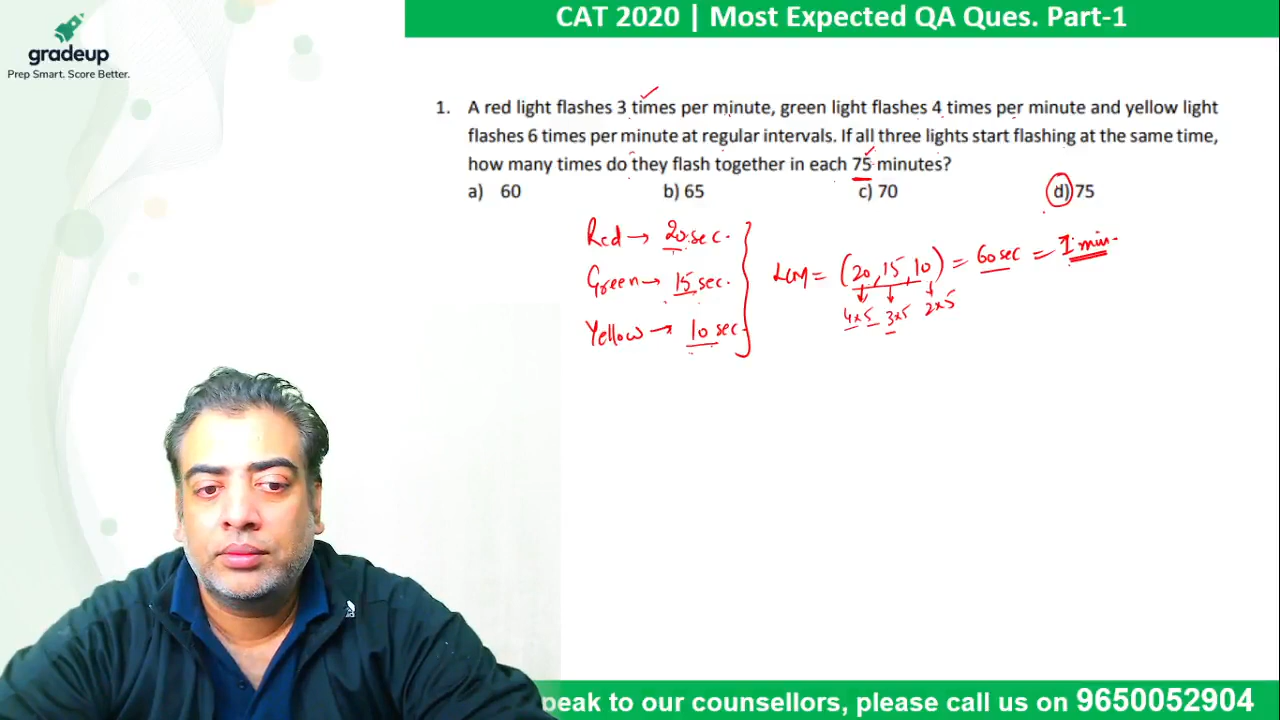 CAT 2020 | Most Expected QA Ques. Part-1
gradeup
Prep Smart. Score Better.
1. A red light flashes 3 times per minute, green light flashes 4 times per minute and yellow light
flashes 6 times per minute at regular intervals. If all three lights start flashing at the same time,
how many times do they flash together in each 75 minutes?
a) 60 b) 65 c) 70 d) 75
Red → 20 sec.
Green → 15 sec.
Yellow → 10 sec.
LCM = (20, 15, 10) = 60 sec = 1 min.
4×5 3×5 2×5
peak to our counsellors, please call us on 9650052904